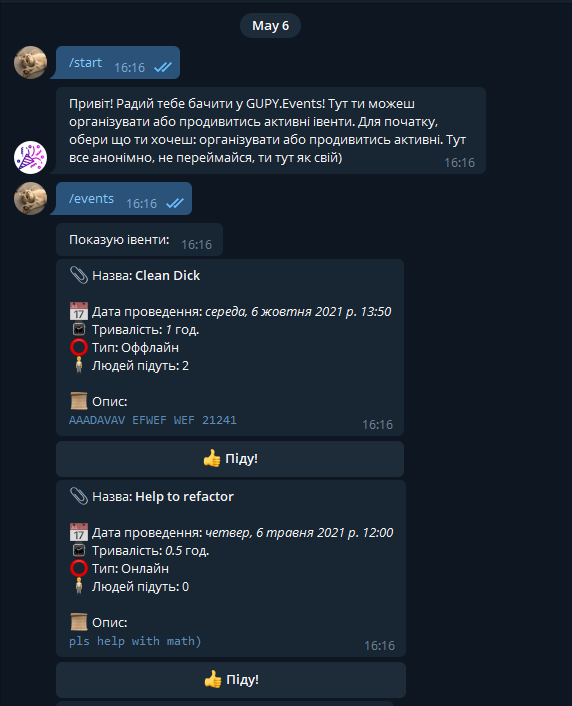 May 6
/start
16:16
Привіт! Радий тебе бачити у GUPY.Events! Тут ти можеш
організувати або продивитись активні івенти. Для початку,
обери що ти хочеш: організувати або продивитись активні. Тут
все анонімно, не переймайся, ти тут як свій)
16:16
/events
16:16
Показую івенти:
16:16
Назва: Clean Dick
17 Дата проведення: середа, 6 жовтня 2021 р. 13:50
Тривалість: 1 год.
Тип: Оффлайн
Людей підуть: 2
Опис:
AAADAVAV EFWEF WEF 21241
16:16
Піду!
Назва: Help to refactor
17 Дата проведення: четвер, 6 травня 2021 р. 12:00
Тривалість: 0.5 год.
Тип: Онлайн
Людей підуть: 0
Опис:
pls help with math)
16:16
Піду!